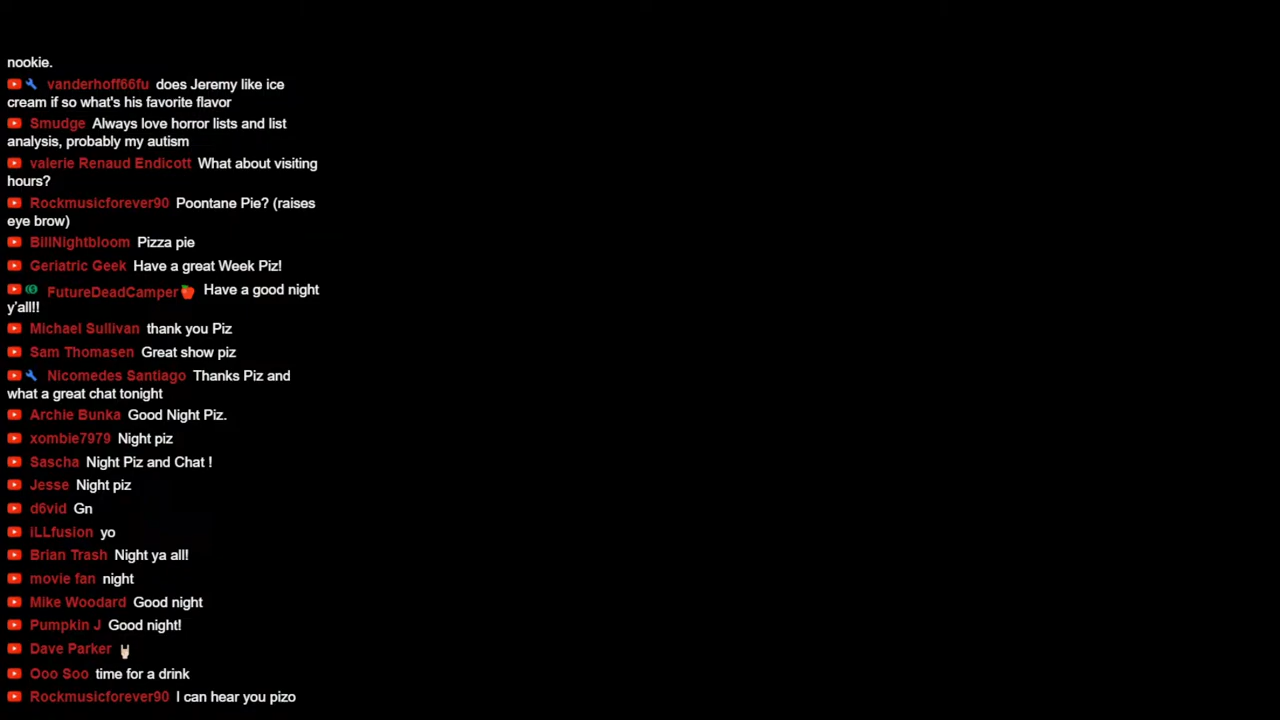 nookie.
vanderhoff66fu does Jeremy like ice
cream if so what's his favorite flavor
Smudge Always love horror lists and list
analysis, probably my autism
valerie Renaud Endicott What about visiting
hours?
Rockmusicforever90 Poontane Pie? (raises
eye brow)
BillNightbloom Pizza pie
Geriatric Geek Have a great Week Piz!
FutureDeadCamper Have a good night
y'all!!
Michael Sullivan thank you Piz
Sam Thomasen Great show piz
Nicomedes Santiago Thanks Piz and
what a great chat tonight
Archie Bunka Good Night Piz.
xombie7979 Night piz
Sascha Night Piz and Chat !
Jesse Night piz
d6vid Gn
iLLfusion yo
Brian Trash Night ya all!
movie fan night
Mike Woodard Good night
Pumpkin J Good night!
Dave Parker
Ooo Soo time for a drink
Rockmusicforever90 I can hear you pizo